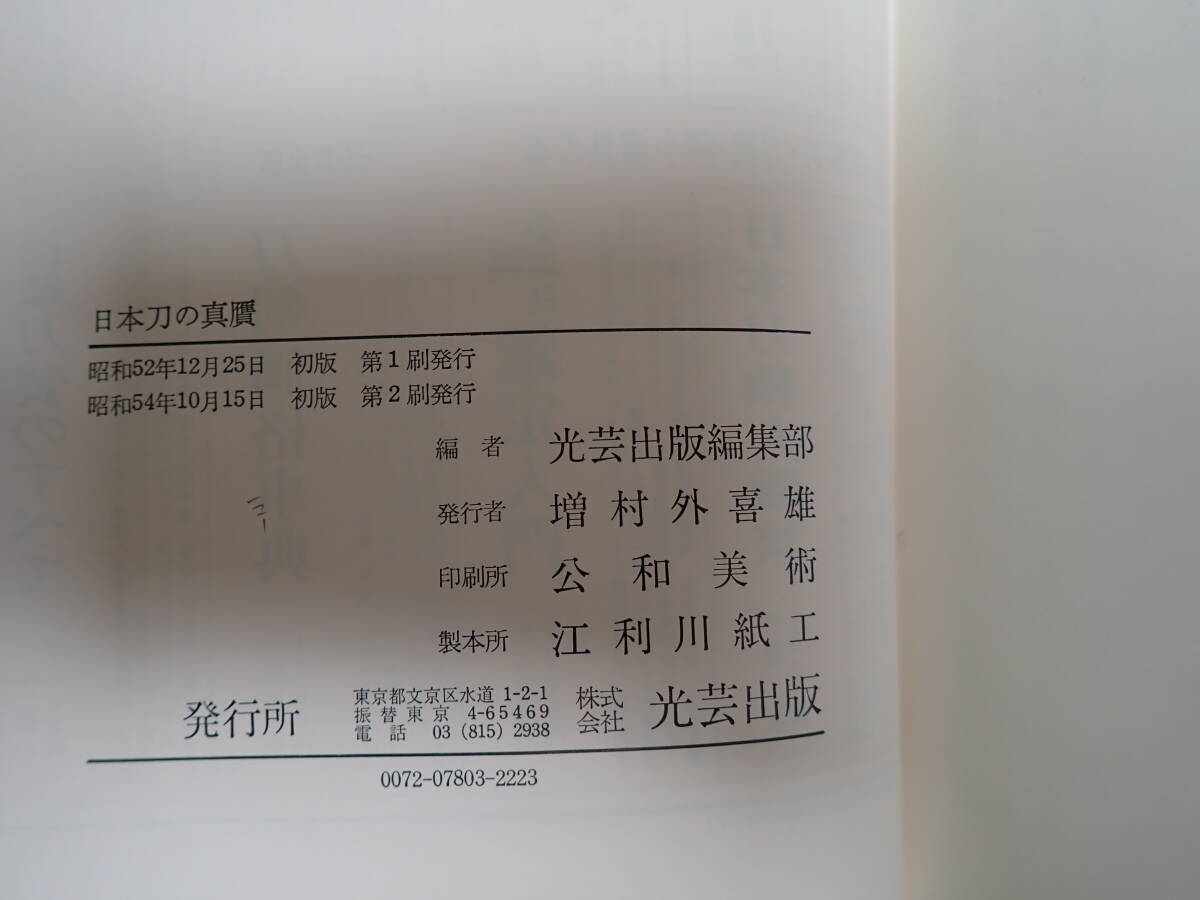 日本刀の真贋
昭和52年12月25日 初版 第1刷発行
昭和54年10月15日 初版 第2刷発行
編者 光芸出版編集部
発行者 増村外喜雄
印刷所 公和美術
製本所 江利川紙工
発行所 東京都文京区水道 1-2-1 株式会社 光芸出版
振替東京 4-65469
電話 03 (815) 2938
0072-07803-2223